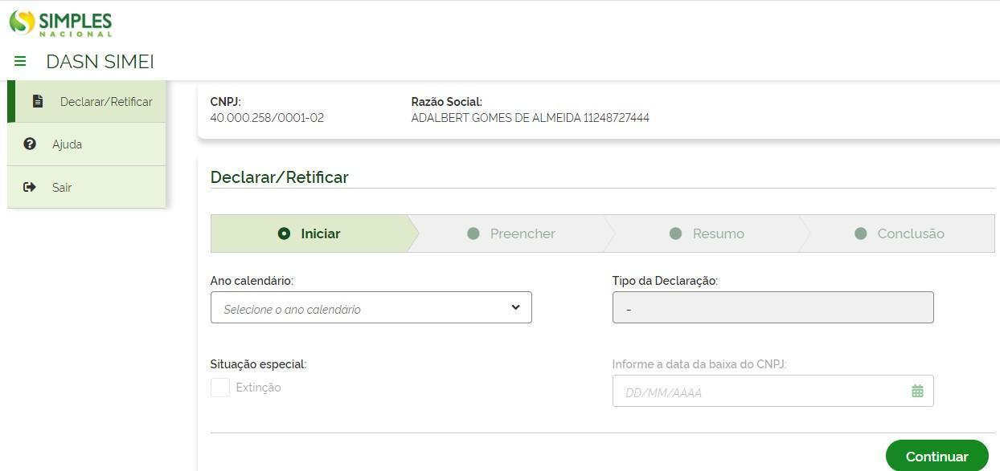 SIMPLES
NACIONAL
DASN SIMEI
Declarar/Retificar
Ajuda
Sair
CNPJ:
40.000.258/0001-02
Razão Social:
ADALBERT GOMES DE ALMEIDA 11248727444
Declarar/Retificar
Iniciar
Preencher
Resumo
Conclusão
Ano calendário:
Selecione o ano calendário
Tipo da Declaração:
-
Situação especial:
Extinção
Informe a data da baixa do CNPJ:
DD/MM/AAAA
Continuar